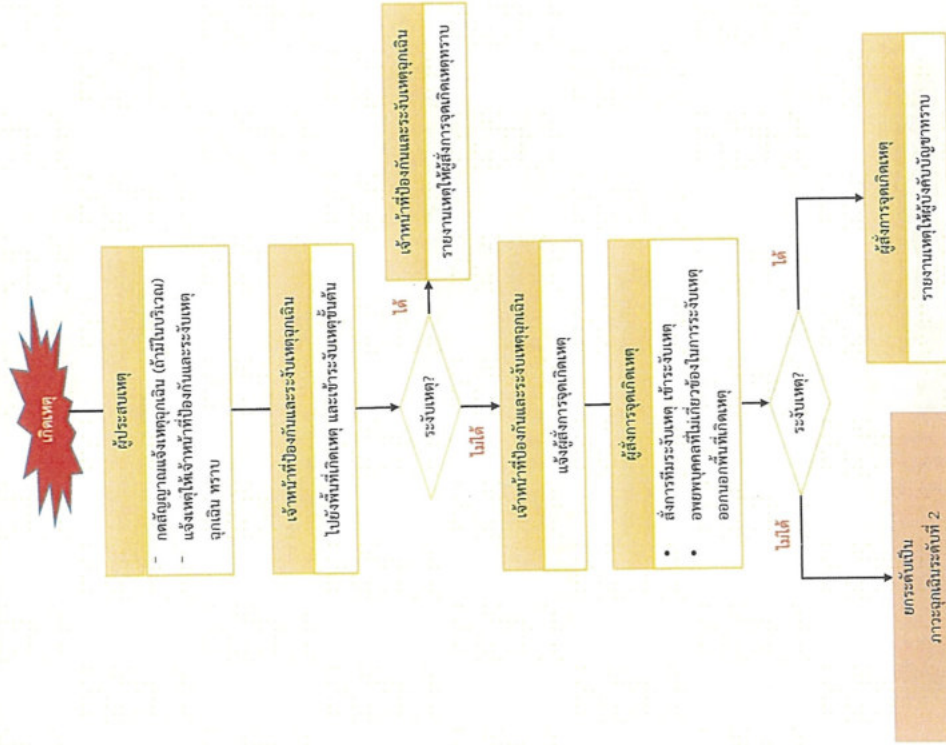 เกิดเหตุ
ผู้ประสบเหตุ
- กดสัญญาณแจ้งเหตุฉุกเฉิน (ถ้ามีในบริเวณ)
- แจ้งเหตุให้เจ้าหน้าที่ป้องกันและระงับเหตุ
ฉุกเฉิน ทราบ
เจ้าหน้าที่ป้องกันและระงับเหตุฉุกเฉิน
ไปยังพื้นที่เกิดเหตุ และเข้าระงับเหตุขั้นต้น
ระงับเหตุ?
ได้
เจ้าหน้าที่ป้องกันและระงับเหตุฉุกเฉิน
รายงานเหตุให้ผู้สั่งการจุดเกิดเหตุทราบ
ไม่ได้
เจ้าหน้าที่ป้องกันและระงับเหตุฉุกเฉิน
แจ้งผู้สั่งการจุดเกิดเหตุ
ผู้สั่งการจุดเกิดเหตุ
• สั่งการทีมระงับเหตุ เข้าระงับเหตุ
• อพยพบุคคลที่ไม่เกี่ยวข้องในการระงับเหตุ
ออกนอกพื้นที่เกิดเหตุ
ระงับเหตุ?
ได้
ผู้สั่งการจุดเกิดเหตุ
รายงานเหตุให้ผู้บังคับบัญชาทราบ
ไม่ได้
ยกระดับเป็น
ภาวะฉุกเฉินระดับที่ 2